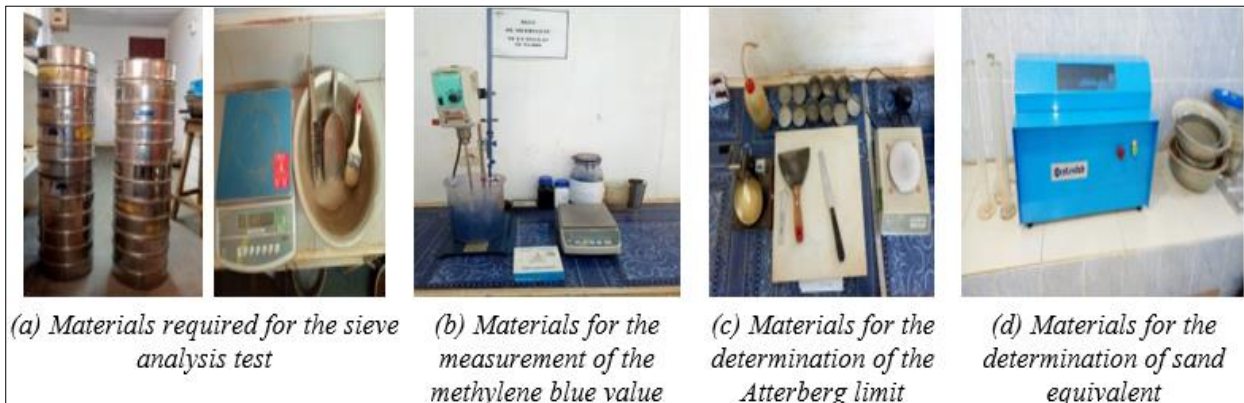 (a) Materials required for the sieve
analysis test
(b) Materials for the
measurement of the
methylene blue value
(c) Materials for the
determination of the
Atterberg limit
(d) Materials for the
determination of sand
equivalent